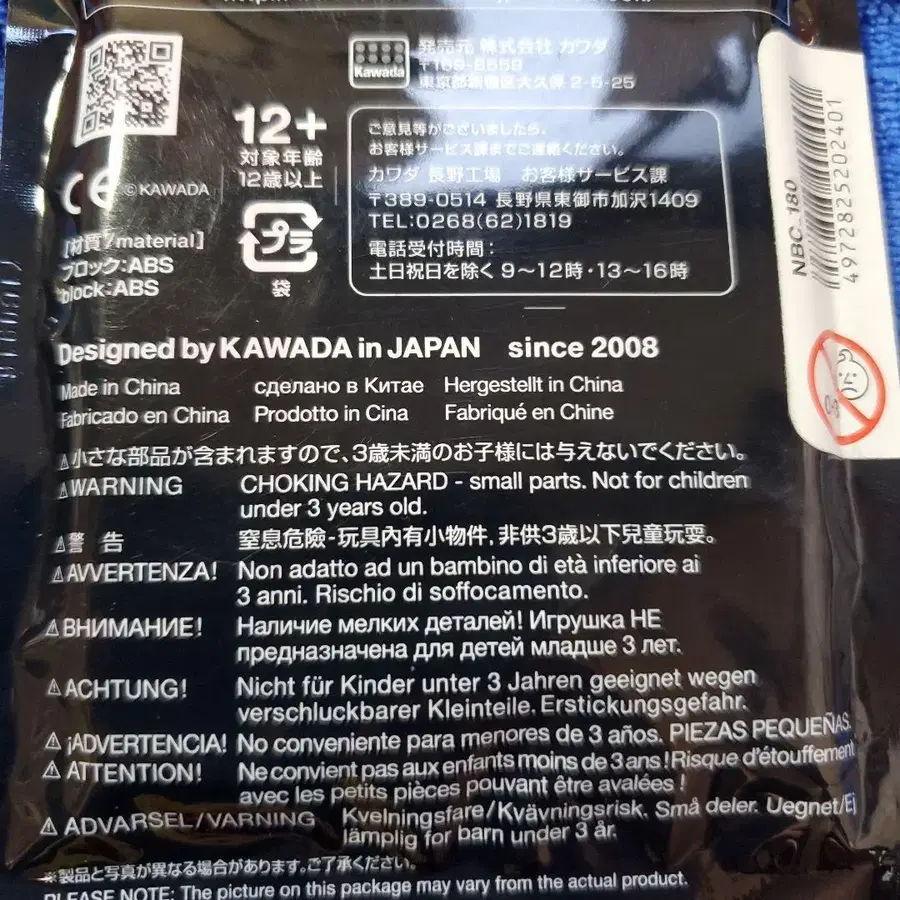 Kawada
発売元 株式会社 カワダ
〒169-8558
東京都新宿区大久保 2-5-25
12+
対象年齢
12歳以上
CE ©KAWADA
[材質/material]
ブロック:ABS
block:ABS
プラ
袋
ご意見等がございましたら、
お客様サービス課までご連絡ください。
カワダ 長野工場 お客様サービス課
〒389-0514 長野県東御市加沢1409
TEL:0268(62)1819
電話受付時間:
土日祝日を除く 9〜12時・13〜16時
NBC_180
4972825202401
0-3
Designed by KAWADA in JAPAN since 2008
Made in China сделано в Китае Hergestellt in China
Fabricado en China Prodotto in Cina Fabriqué en Chine
⚠小さな部品が含まれますので、3歳未満のお子様には与えないでください。
⚠WARNING CHOKING HAZARD - small parts. Not for children
under 3 years old.
⚠警 告 窒息危險-玩具內有小物件, 非供3歲以下兒童玩耍。
⚠AVVERTENZA! Non adatto ad un bambino di età inferiore ai
3 anni. Rischio di soffocamento.
⚠ВНИМАНИЕ! Наличие мелких деталей! Игрушка НЕ
предназначена для детей младше 3 лет.
⚠ACHTUNG! Nicht für Kinder unter 3 Jahren geeignet wegen
verschluckbarer Kleinteile. Erstickungsgefahr.
⚠¡ADVERTENCIA! No conveniente para menores de 3 años. PIEZAS PEQUEÑAS.
⚠ATTENTION! Ne convient pas aux enfants moins de 3 ans! Risque d'étouffement
avec les petits pièces pouvant être avalées !
⚠ADVARSEL/VARNING Kvelningsfare/Kvävningsrisk. Små deler. Uegnet/Ej
lämplig for barn under 3 år.
※製品と写真が異なる場合があります。ご了承ください。
PLEASE NOTE: The picture on this package may vary from the actual product.